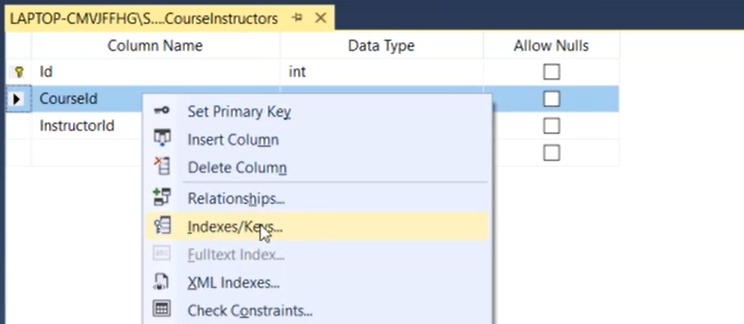 LAPTOP-CMVJFFHG\S....CourseInstructors
Column Name Data Type Allow Nulls
Id int
CourseId
InstructorId
Set Primary Key
Insert Column
Delete Column
Relationships...
Indexes/Keys...
Fulltext Index...
XML Indexes...
Check Constraints...